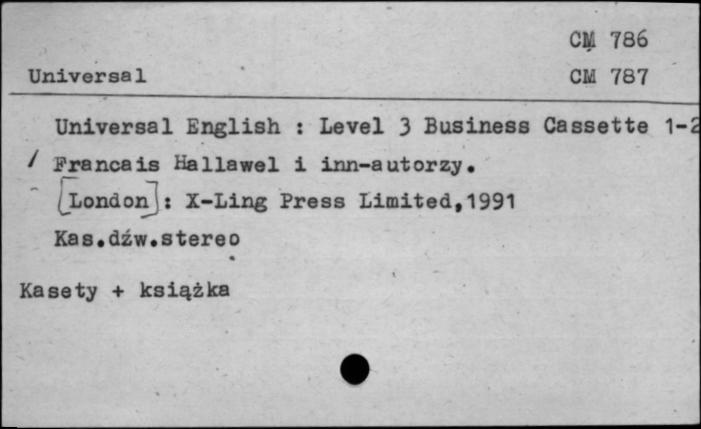 CM 786
Universal CM 787
Universal English : Level 3 Business Cassette 1-2
/ Francais Hallawel i inn-autorzy.
[London]: X-Ling Press Limited,1991
Kas.dźw.stereo
Kasety + książka